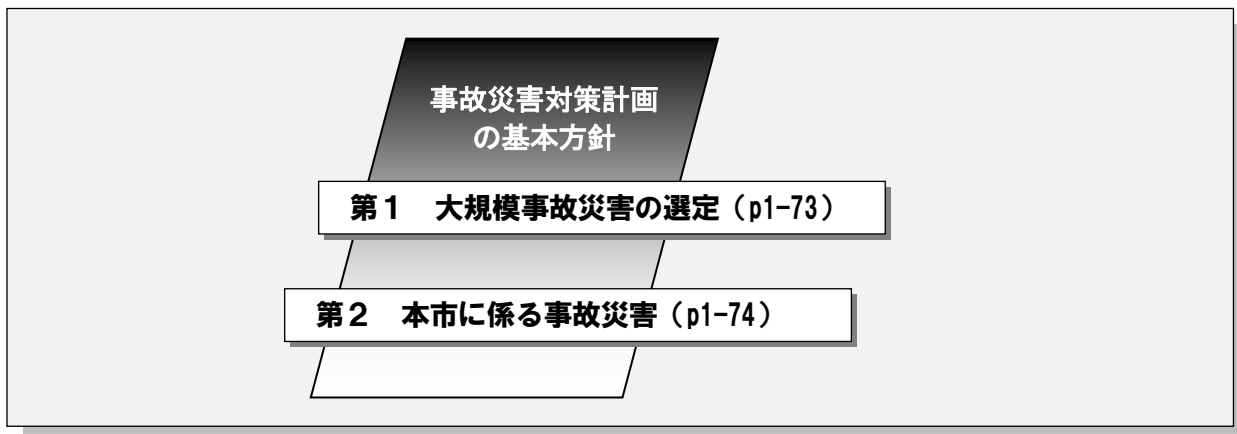 事故災害対策計画
の基本方針
第１　大規模事故災害の選定（p1-73）
第２　本市に係る事故災害（p1-74）